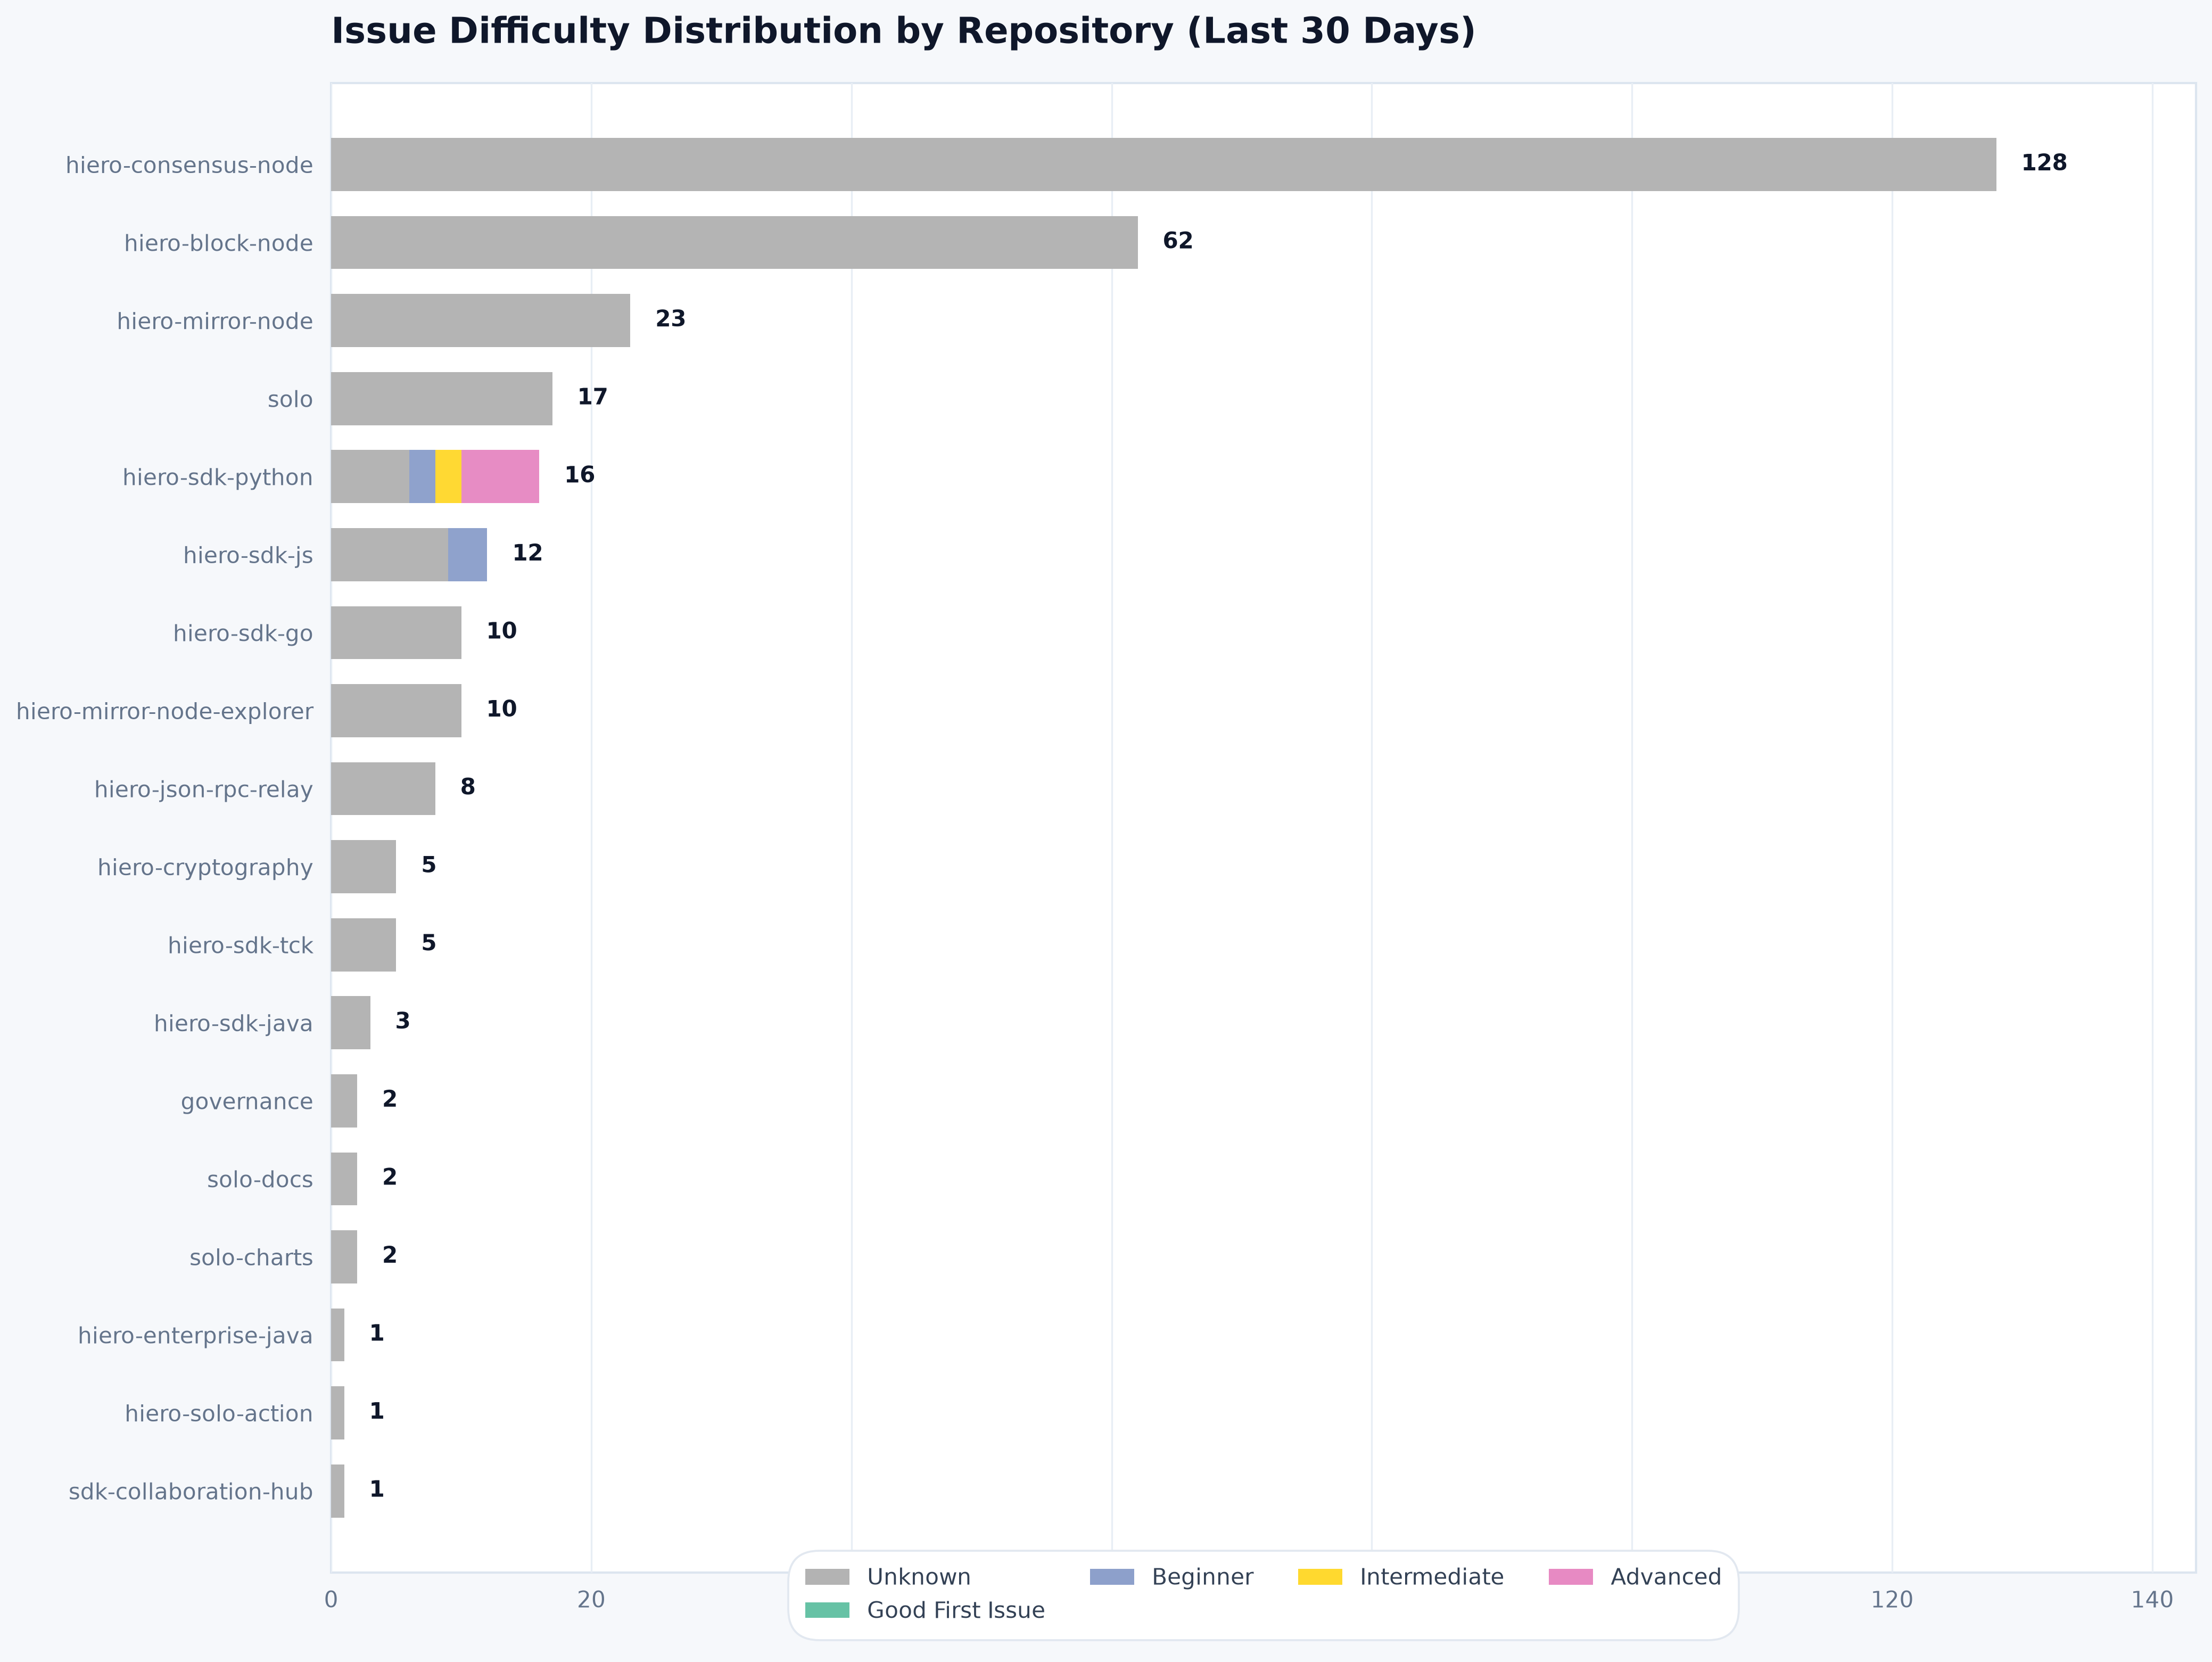 Issue Difficulty Distribution by Repository (Last 30 Days)
hiero-consensus-node 128
hiero-block-node 62
hiero-mirror-node 23
solo 17
hiero-sdk-python 16
hiero-sdk-js 12
hiero-sdk-go 10
hiero-mirror-node-explorer 10
hiero-json-rpc-relay 8
hiero-cryptography 5
hiero-sdk-tck 5
hiero-sdk-java 3
governance 2
solo-docs 2
solo-charts 2
hiero-enterprise-java 1
hiero-solo-action 1
sdk-collaboration-hub 1
Unknown Beginner Intermediate Advanced
0 20 120 140
Good First Issue